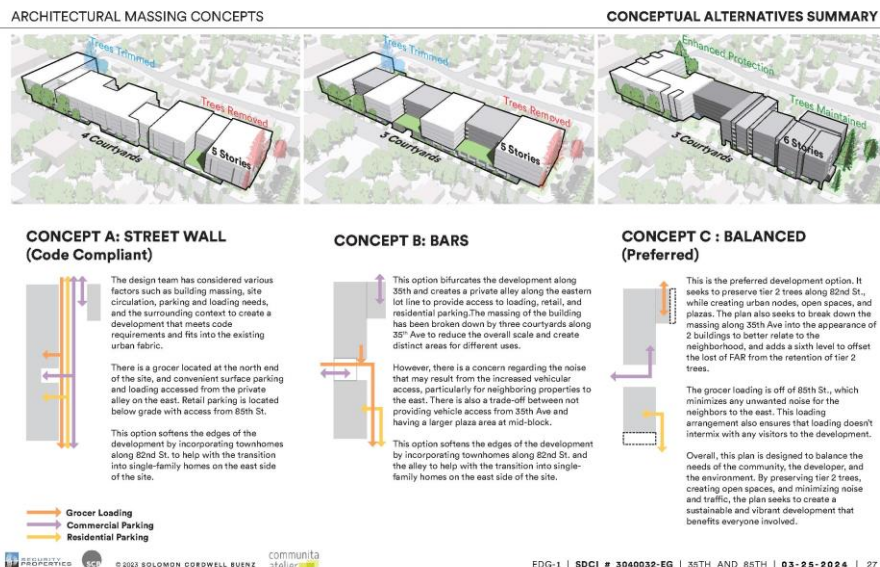 ARCHITECTURAL MASSING CONCEPTS
CONCEPTUAL ALTERNATIVES SUMMARY
Trees Trimmed
Trees Removed
4 Courtyards
5 Stories
Trees Trimmed
Trees Removed
3 Courtyards
5 Stories
Enhanced Protection
Trees Maintained
3 Courtyards
6 Stories
CONCEPT A: STREET WALL
(Code Compliant)
The design team has considered various
factors such as building massing, site
circulation, parking and loading needs,
and the surrounding context to create a
development that meets code
requirements and fits into the existing
urban fabric.
There is a grocer located at the north end
of the site, and convenient surface parking
and loading accessed from the private
alley on the east. Retail parking is located
below grade with access from 85th St.
This option softens the edges of the
development by incorporating townhomes
along 82nd St. to help with the transition
into single-family homes on the east side
of the site.
CONCEPT B: BARS
This option bifurcates the development along
35th and creates a private alley along the eastern
lot line to provide access to loading, retail, and
residential parking.The massing of the building
has been broken down by three courtyards along
35th Ave to reduce the overall scale and create
distinct areas for different uses.
However, there is a concern regarding the noise
that may result from the increased vehicular
access, particularly for neighboring properties to
the east. There is also a trade-off between not
providing vehicle access from 35th Ave and
having a larger plaza area at mid-block.
This option softens the edges of the development
by incorporating townhomes along 82nd St. and
the alley to help with the transition into single-
family homes on the east side of the site.
CONCEPT C : BALANCED
(Preferred)
This is the preferred development option. It
seeks to preserve tier 2 trees along 82nd St.,
while creating urban nodes, open spaces, and
plazas. The plan also seeks to break down the
massing along 35th Ave into the appearance of
2 buildings to better relate to the
neighborhood, and adds a sixth level to offset
the lost of FAR from the retention of tier 2
trees.
The grocer loading is off of 85th St., which
minimizes any unwanted noise for the
neighbors to the east. This loading
arrangement also ensures that loading doesn't
intermix with any visitors to the development.
Overall, this plan is designed to balance the
needs of the community, the developer, and
the environment. By preserving tier 2 trees,
creating open spaces, and minimizing noise
and traffic, the plan seeks to create a
sustainable and vibrant development that
benefits everyone involved.
Grocer Loading
Commercial Parking
Residential Parking
SECURITY
PROPERTIES
SCB
© 2023 SOLOMON CORDWELL BUENZ
communita
atelier
EDG-1 | SDCI # 3040032-EG | 35TH AND 85TH | 03-25-2024 | 27